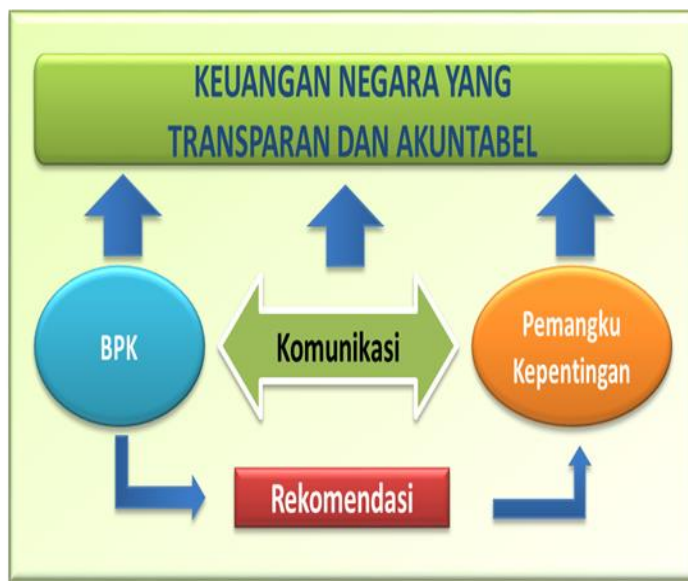 KEUANGAN NEGARA YANG
TRANSPARAN DAN AKUNTABEL
BPK
Komunikasi
Pemangku
Kepentingan
Rekomendasi